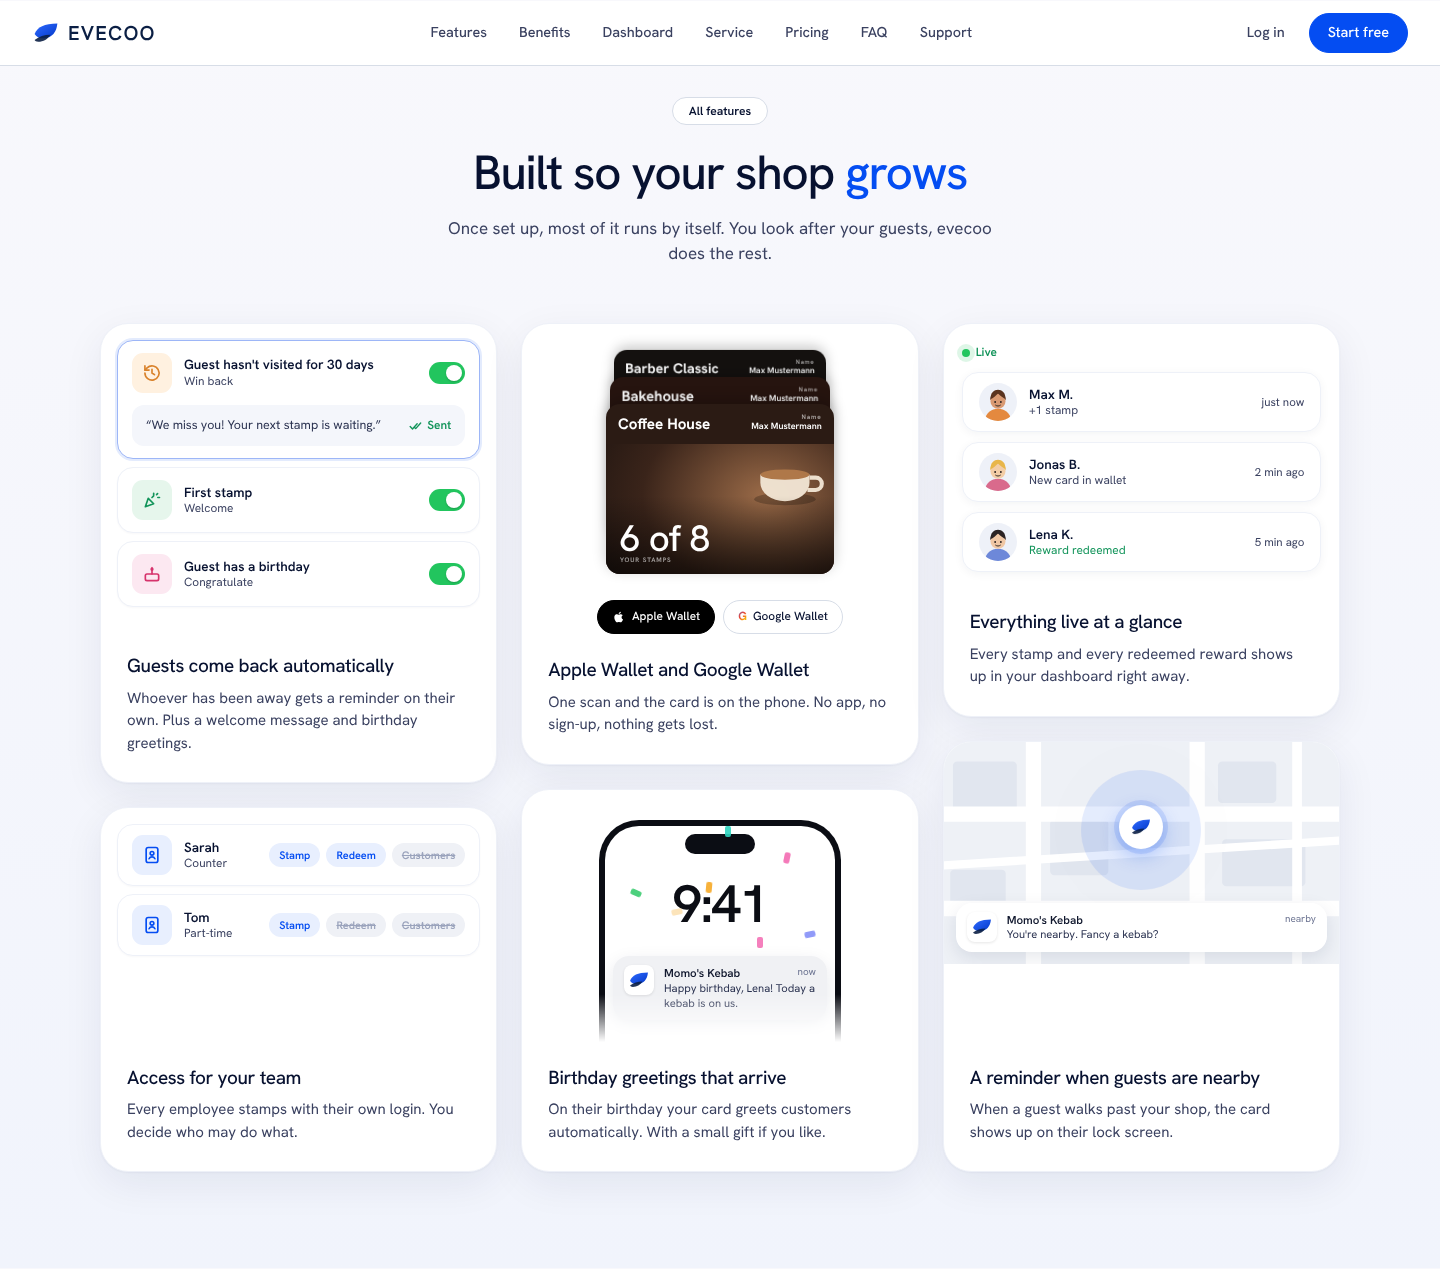 EVECOO
Features
Benefits
Dashboard
Service
Pricing
FAQ
Support
Log in
Start free
All features
Built so your shop grows
Once set up, most of it runs by itself. You look after your guests, evecoo
does the rest.
Guest hasn't visited for 30 days
Win back
“We miss you! Your next stamp is waiting.”
Sent
First stamp
Welcome
Guest has a birthday
Congratulate
Guests come back automatically
Whoever has been away gets a reminder on their
own. Plus a welcome message and birthday
greetings.
Barber Classic
Name
Max Mustermann
Bakehouse
Name
Max Mustermann
Coffee House
Name
Max Mustermann
6 of 8
YOUR STAMPS
Apple Wallet
G Google Wallet
Apple Wallet and Google Wallet
One scan and the card is on the phone. No app, no
sign-up, nothing gets lost.
Live
Max M.
+1 stamp
just now
Jonas B.
New card in wallet
2 min ago
Lena K.
Reward redeemed
5 min ago
Everything live at a glance
Every stamp and every redeemed reward shows
up in your dashboard right away.
Sarah
Counter
Stamp
Redeem
Customers
Tom
Part-time
Stamp
Redeem
Customers
Access for your team
Every employee stamps with their own login. You
decide who may do what.
9:41
Momo's Kebab
now
Happy birthday, Lena! Today a
kebab is on us.
Birthday greetings that arrive
On their birthday your card greets customers
automatically. With a small gift if you like.
Momo's Kebab
nearby
You're nearby. Fancy a kebab?
A reminder when guests are nearby
When a guest walks past your shop, the card
shows up on their lock screen.